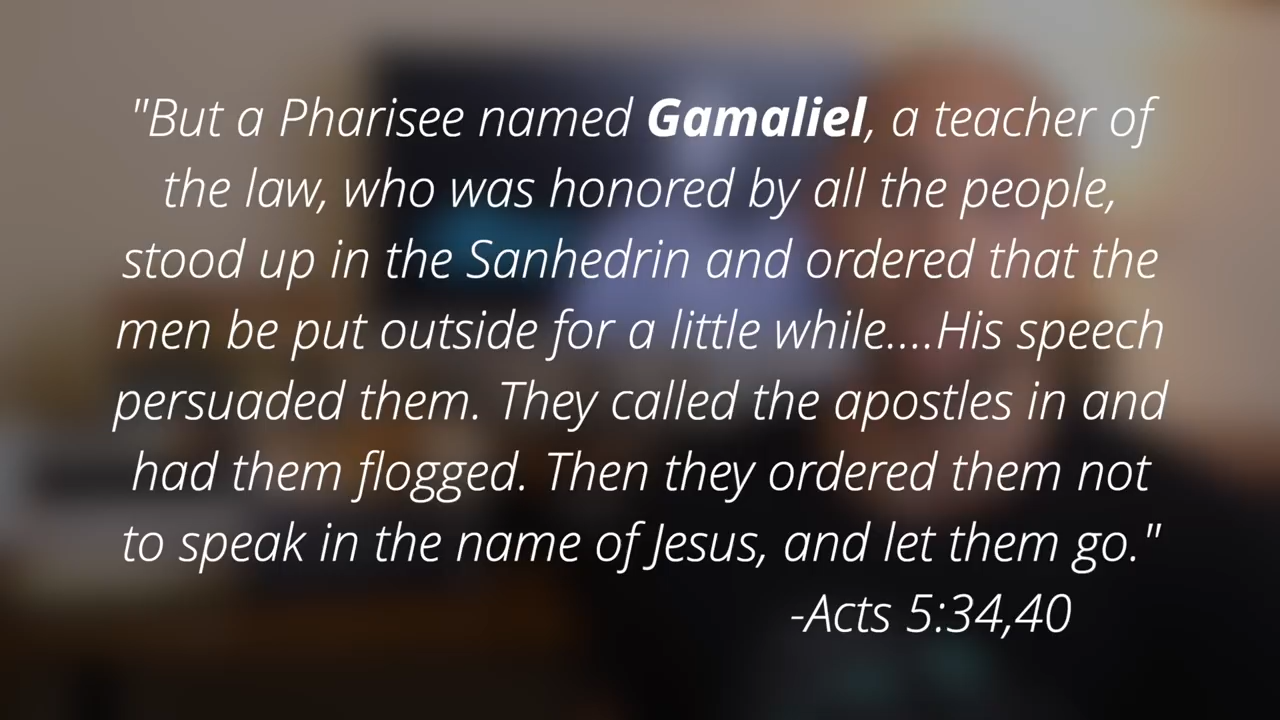 "But a Pharisee named Gamaliel, a teacher of
the law, who was honored by all the people,
stood up in the Sanhedrin and ordered that the
men be put outside for a little while....His speech
persuaded them. They called the apostles in and
had them flogged. Then they ordered them not
to speak in the name of Jesus, and let them go."
-Acts 5:34,40